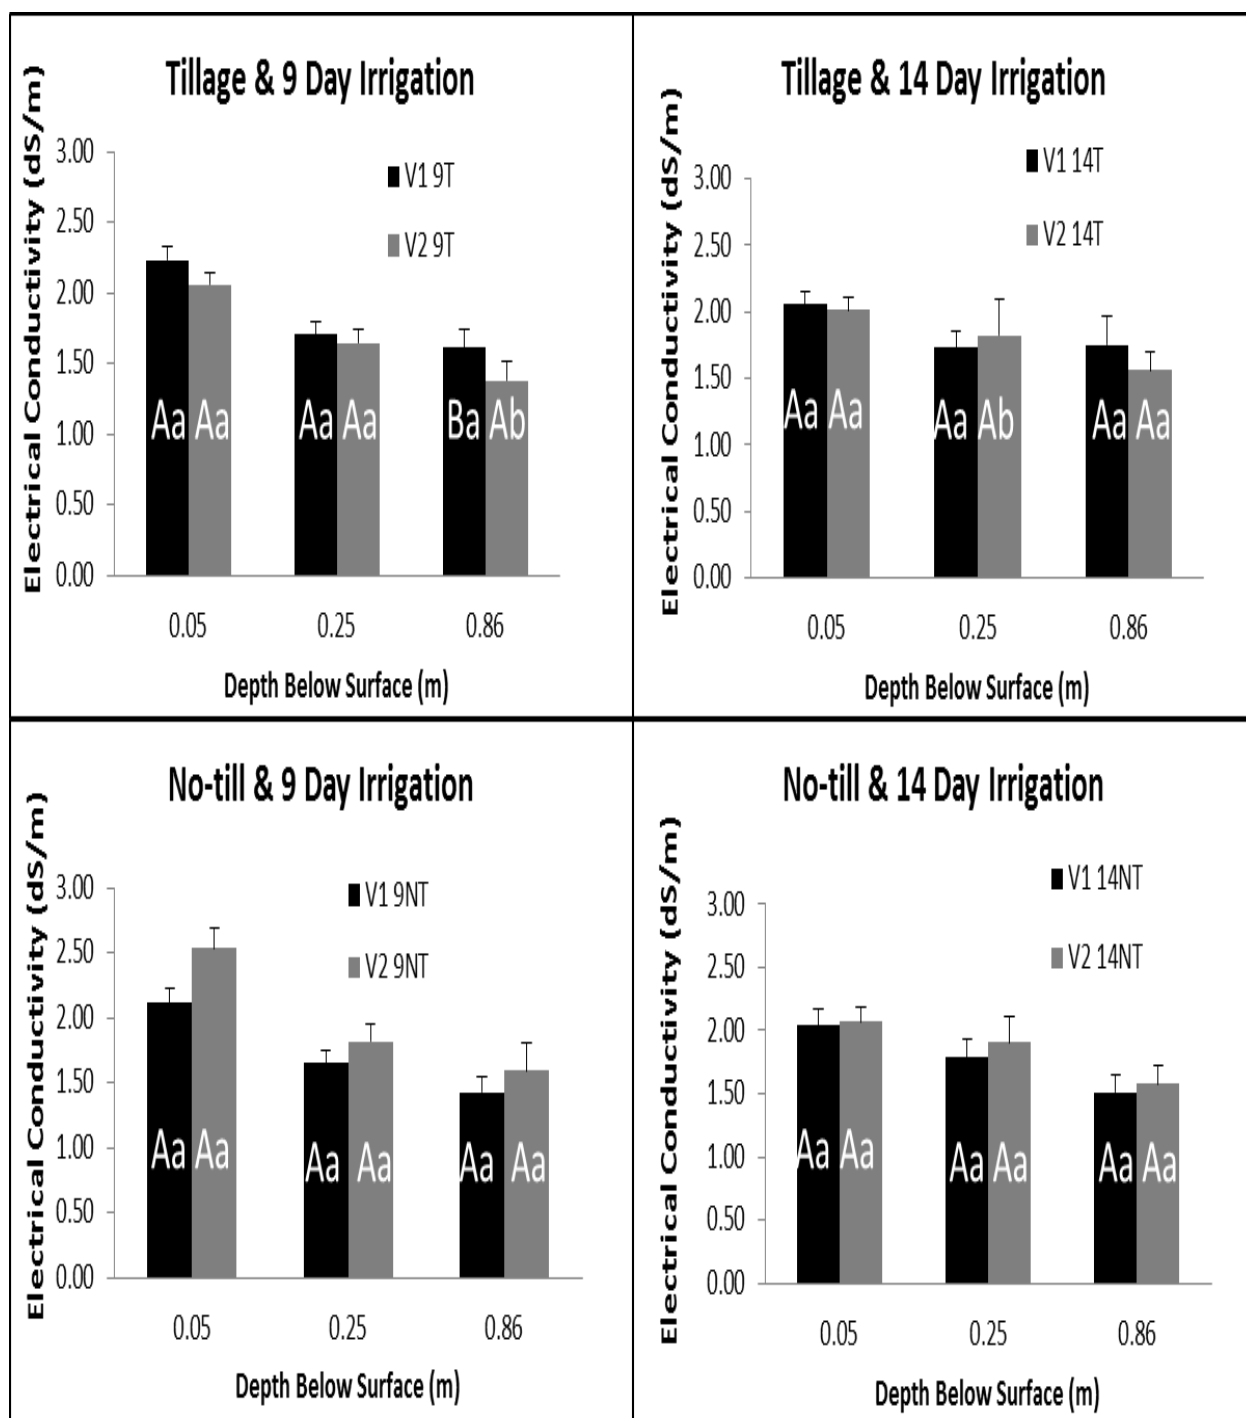 Tillage & 9 Day Irrigation
Electrical Conductivity (dS/m)
3.00
2.50
2.00
1.50
1.00
0.50
0.00
V1 9T
V2 9T
Aa Aa Aa Aa Ba Ab
0.05 0.25 0.86
Depth Below Surface (m)
Tillage & 14 Day Irrigation
Electrical Conductivity (dS/m)
3.00
2.50
2.00
1.50
1.00
0.50
0.00
V1 14T
V2 14T
Aa Aa Aa Ab Aa Aa
0.05 0.25 0.86
Depth Below Surface (m)
No-till & 9 Day Irrigation
Electrical Conductivity (dS/m)
3.00
2.50
2.00
1.50
1.00
0.50
0.00
V1 9NT
V2 9NT
Aa Aa Aa Aa Aa Aa
0.05 0.25 0.86
Depth Below Surface (m)
No-till & 14 Day Irrigation
Electrical Conductivity (dS/m)
3.00
2.50
2.00
1.50
1.00
0.50
0.00
V1 14NT
V2 14NT
Aa Aa Aa Aa Aa Aa
0.05 0.25 0.86
Depth Below Surface (m)